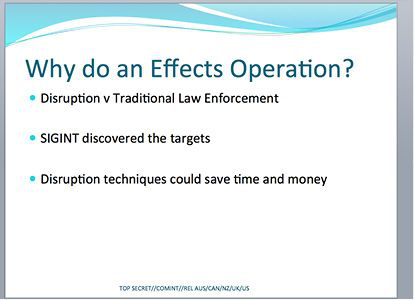 Why do an Effects Operation?
Disruption v Traditional Law Enforcement
SIGINT discovered the targets
Disruption techniques could save time and money
TOP SECRET//COMINT//REL AUS/CAN/NZ/UK/US